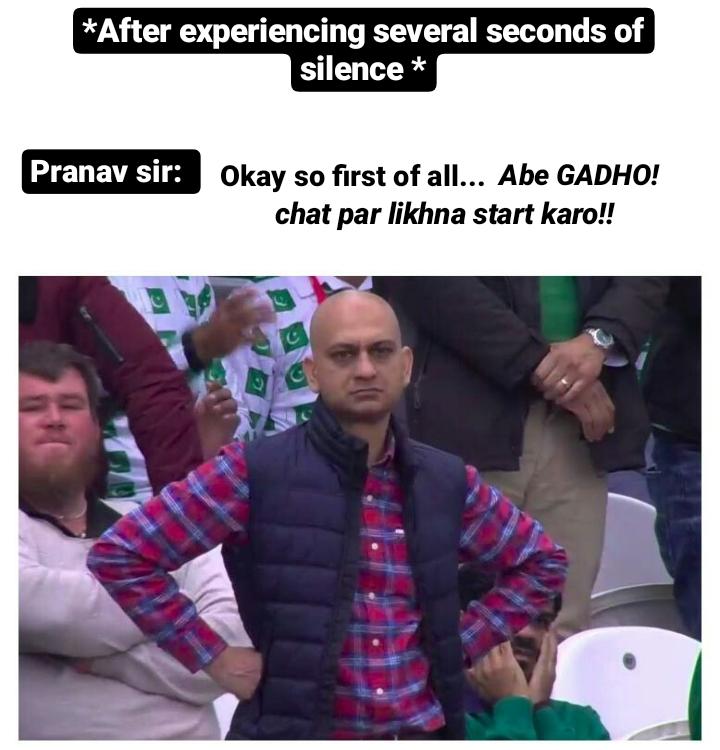 *After experiencing several seconds of
silence *
Pranav sir: Okay so first of all... Abe GADHO!
chat par likhna start karo!!